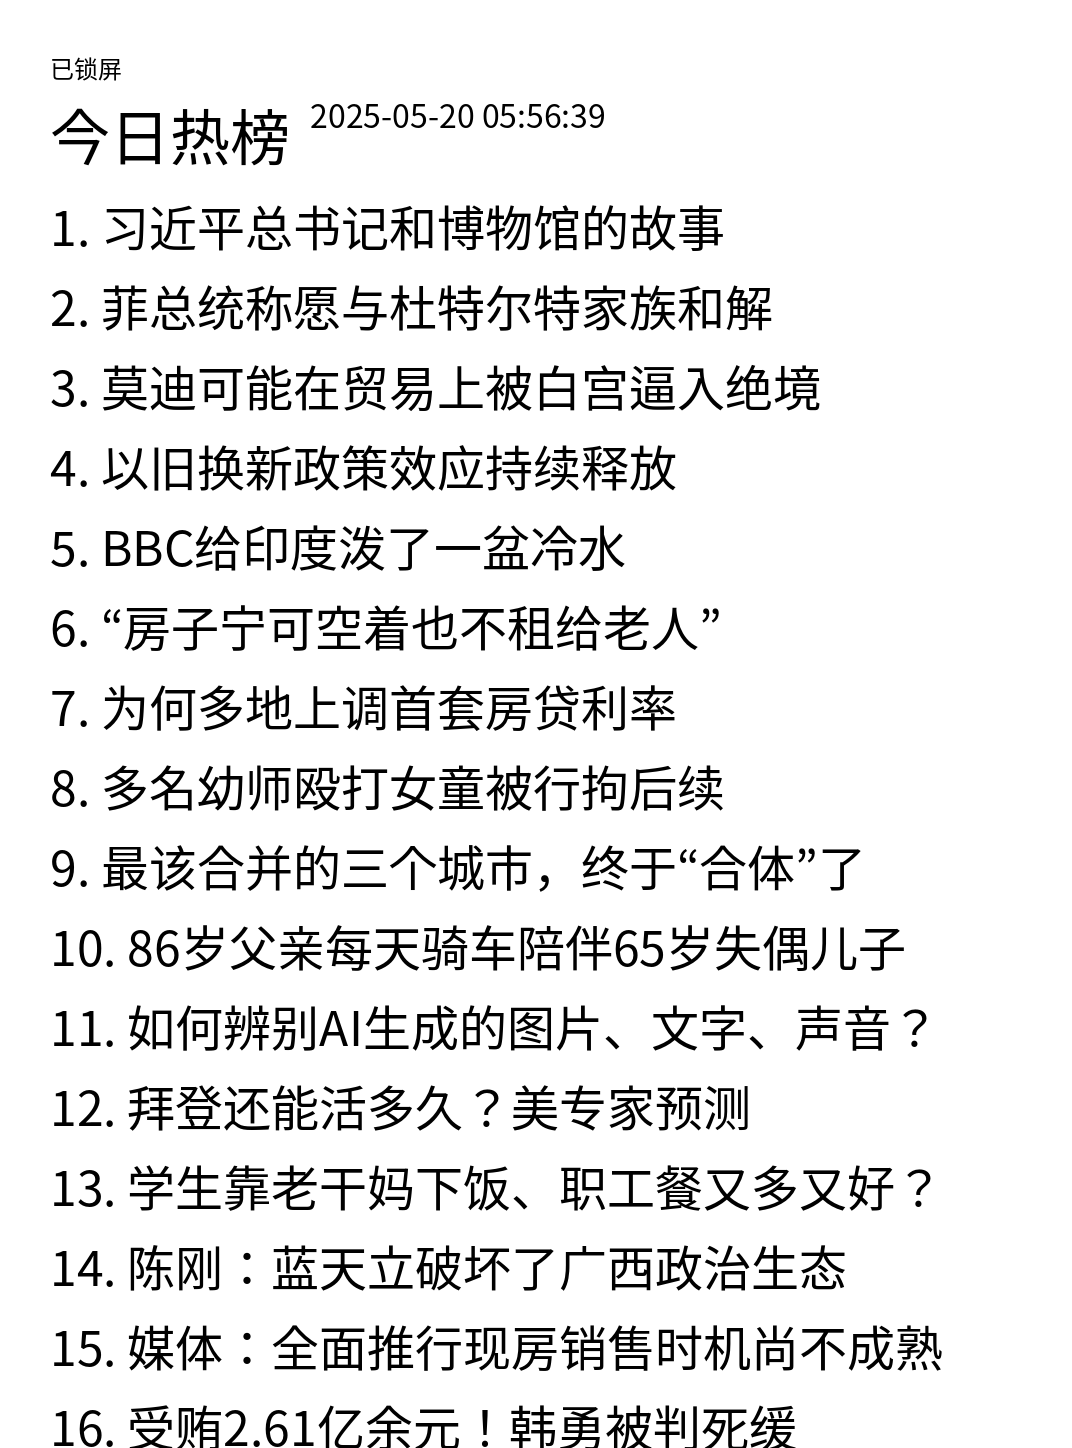 已锁屏
今日热榜 2025-05-20 05:56:39
1. 习近平总书记和博物馆的故事
2. 菲总统称愿与杜特尔特家族和解
3. 莫迪可能在贸易上被白宫逼入绝境
4. 以旧换新政策效应持续释放
5. BBC给印度泼了一盆冷水
6. “房子宁可空着也不租给老人”
7. 为何多地上调首套房贷利率
8. 多名幼师殴打女童被行拘后续
9. 最该合并的三个城市，终于“合体”了
10. 86岁父亲每天骑车陪伴65岁失偶儿子
11. 如何辨别AI生成的图片、文字、声音？
12. 拜登还能活多久？美专家预测
13. 学生靠老干妈下饭、职工餐又多又好？
14. 陈刚：蓝天立破坏了广西政治生态
15. 媒体：全面推行现房销售时机尚不成熟
16. 受贿2.61亿余元！韩勇被判死缓